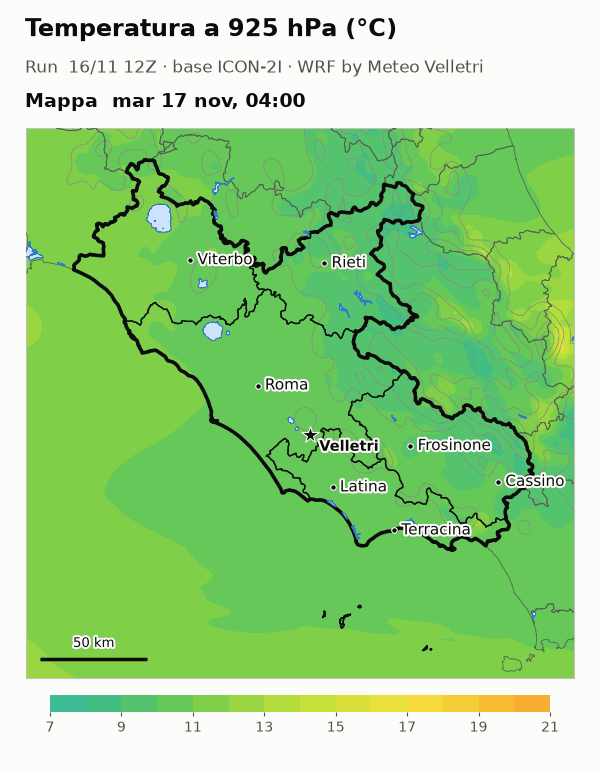 Temperatura a 925 hPa (°C)
Run 16/11 12Z · base ICON-2I · WRF by Meteo Velletri
Mappa mar 17 nov, 04:00
Viterbo
Rieti
Roma
Velletri
Frosinone
Latina
Cassino
Terracina
50 km
7 9 11 13 15 17 19 21